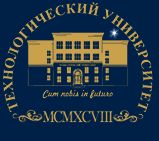 ТЕХНОЛОГИЧЕСКИЙ УНИВЕРСИТЕТ
Cum nobis in futuro
MCMXCVIII